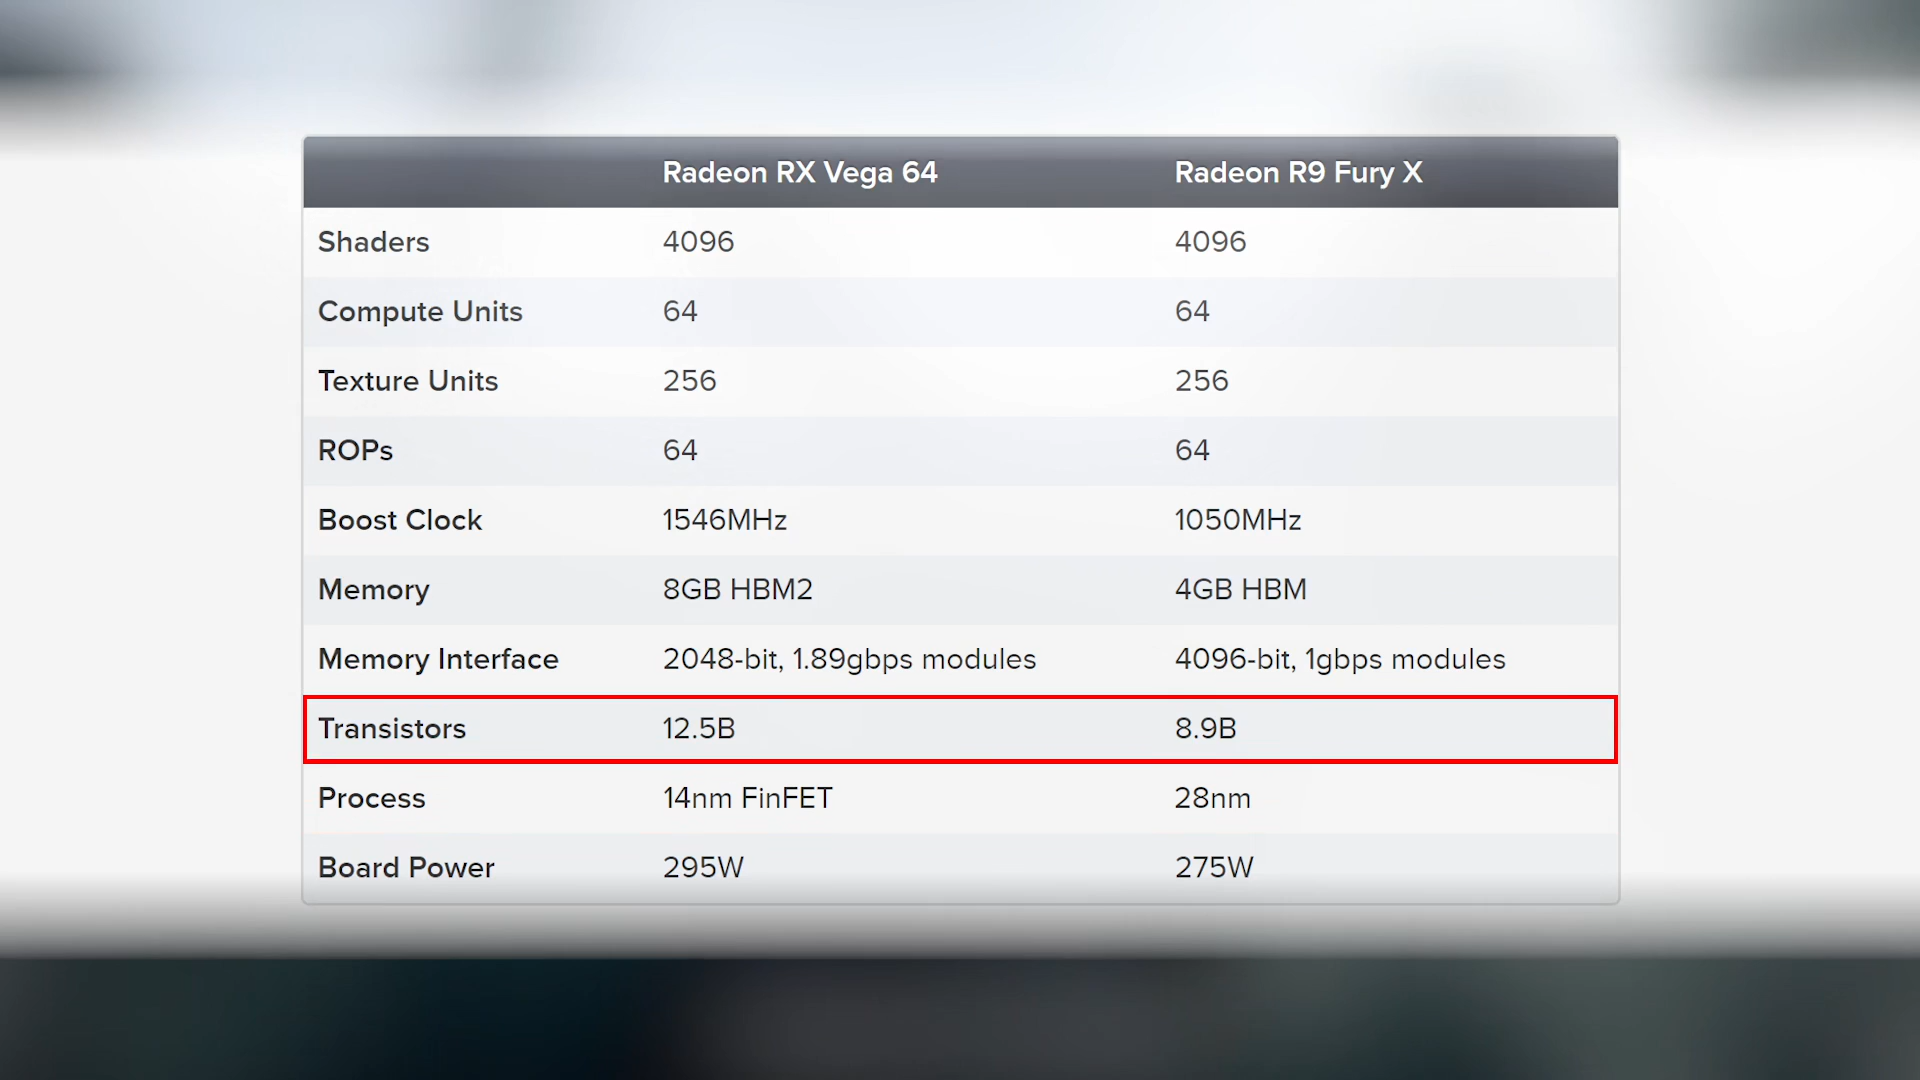 Radeon RX Vega 64 Radeon R9 Fury X
Shaders 4096 4096
Compute Units 64 64
Texture Units 256 256
ROPs 64 64
Boost Clock 1546MHz 1050MHz
Memory 8GB HBM2 4GB HBM
Memory Interface 2048-bit, 1.89gbps modules 4096-bit, 1gbps modules
Transistors 12.5B 8.9B
Process 14nm FinFET 28nm
Board Power 295W 275W